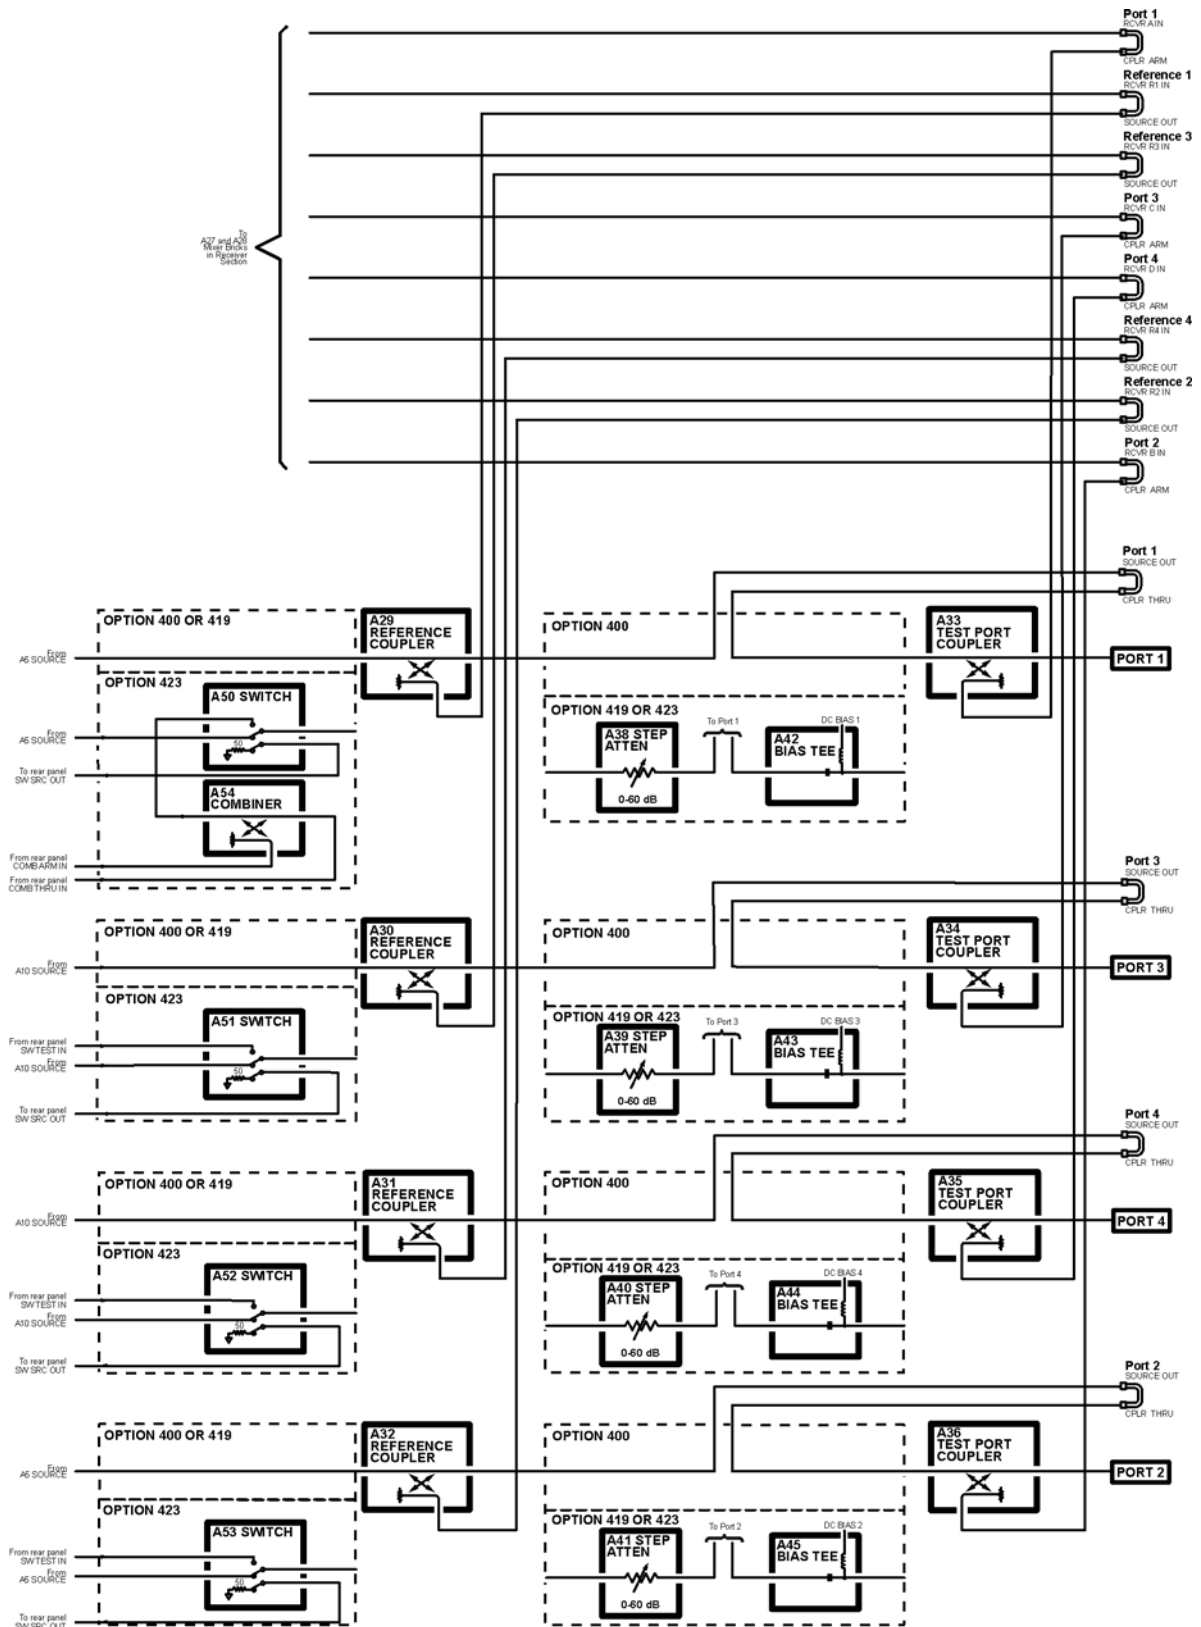 Port 1
RCVR A IN
CPLR ARM
Reference 1
RCVR R1 IN
SOURCE OUT
Reference 3
RCVR R3 IN
SOURCE OUT
Port 3
RCVR C IN
CPLR ARM
To
A27 and A28
Mixer Bricks
in Receiver
Section
Port 4
RCVR D IN
CPLR ARM
Reference 4
RCVR R4 IN
SOURCE OUT
Reference 2
RCVR R2 IN
SOURCE OUT
Port 2
RCVR B IN
CPLR ARM
Port 1
SOURCE OUT
CPLR THRU
OPTION 400 OR 419
A29
REFERENCE
COUPLER
OPTION 400
A33
TEST PORT
COUPLER
From
A5 SOURCE
PORT 1
OPTION 423
A50 SWITCH
From
A5 SOURCE
50
To rear panel
SW SRC OUT
A54
COMBINER
From rear panel
COMB ARM IN
From rear panel
COMB THRU IN
OPTION 419 OR 423
A38 STEP
ATTEN
0-60 dB
To Port 1
DC BIAS 1
A42
BIAS TEE
Port 3
SOURCE OUT
CPLR THRU
OPTION 400 OR 419
A30
REFERENCE
COUPLER
OPTION 400
A34
TEST PORT
COUPLER
From
A10 SOURCE
PORT 3
OPTION 423
A51 SWITCH
From rear panel
SW TEST IN
From
A10 SOURCE
50
To rear panel
SW SRC OUT
OPTION 419 OR 423
A39 STEP
ATTEN
0-60 dB
To Port 3
DC BIAS 3
A43
BIAS TEE
Port 4
SOURCE OUT
CPLR THRU
OPTION 400 OR 419
A31
REFERENCE
COUPLER
OPTION 400
A35
TEST PORT
COUPLER
From
A10 SOURCE
PORT 4
OPTION 423
A52 SWITCH
From rear panel
SW TEST IN
From
A10 SOURCE
50
To rear panel
SW SRC OUT
OPTION 419 OR 423
A40 STEP
ATTEN
0-60 dB
To Port 4
DC BIAS 4
A44
BIAS TEE
Port 2
SOURCE OUT
CPLR THRU
OPTION 400 OR 419
A32
REFERENCE
COUPLER
OPTION 400
A36
TEST PORT
COUPLER
From
A5 SOURCE
PORT 2
OPTION 423
A53 SWITCH
From rear panel
SW TEST IN
From
A5 SOURCE
50
To rear panel
SW SRC OUT
OPTION 419 OR 423
A41 STEP
ATTEN
0-60 dB
To Port 2
DC BIAS 2
A45
BIAS TEE